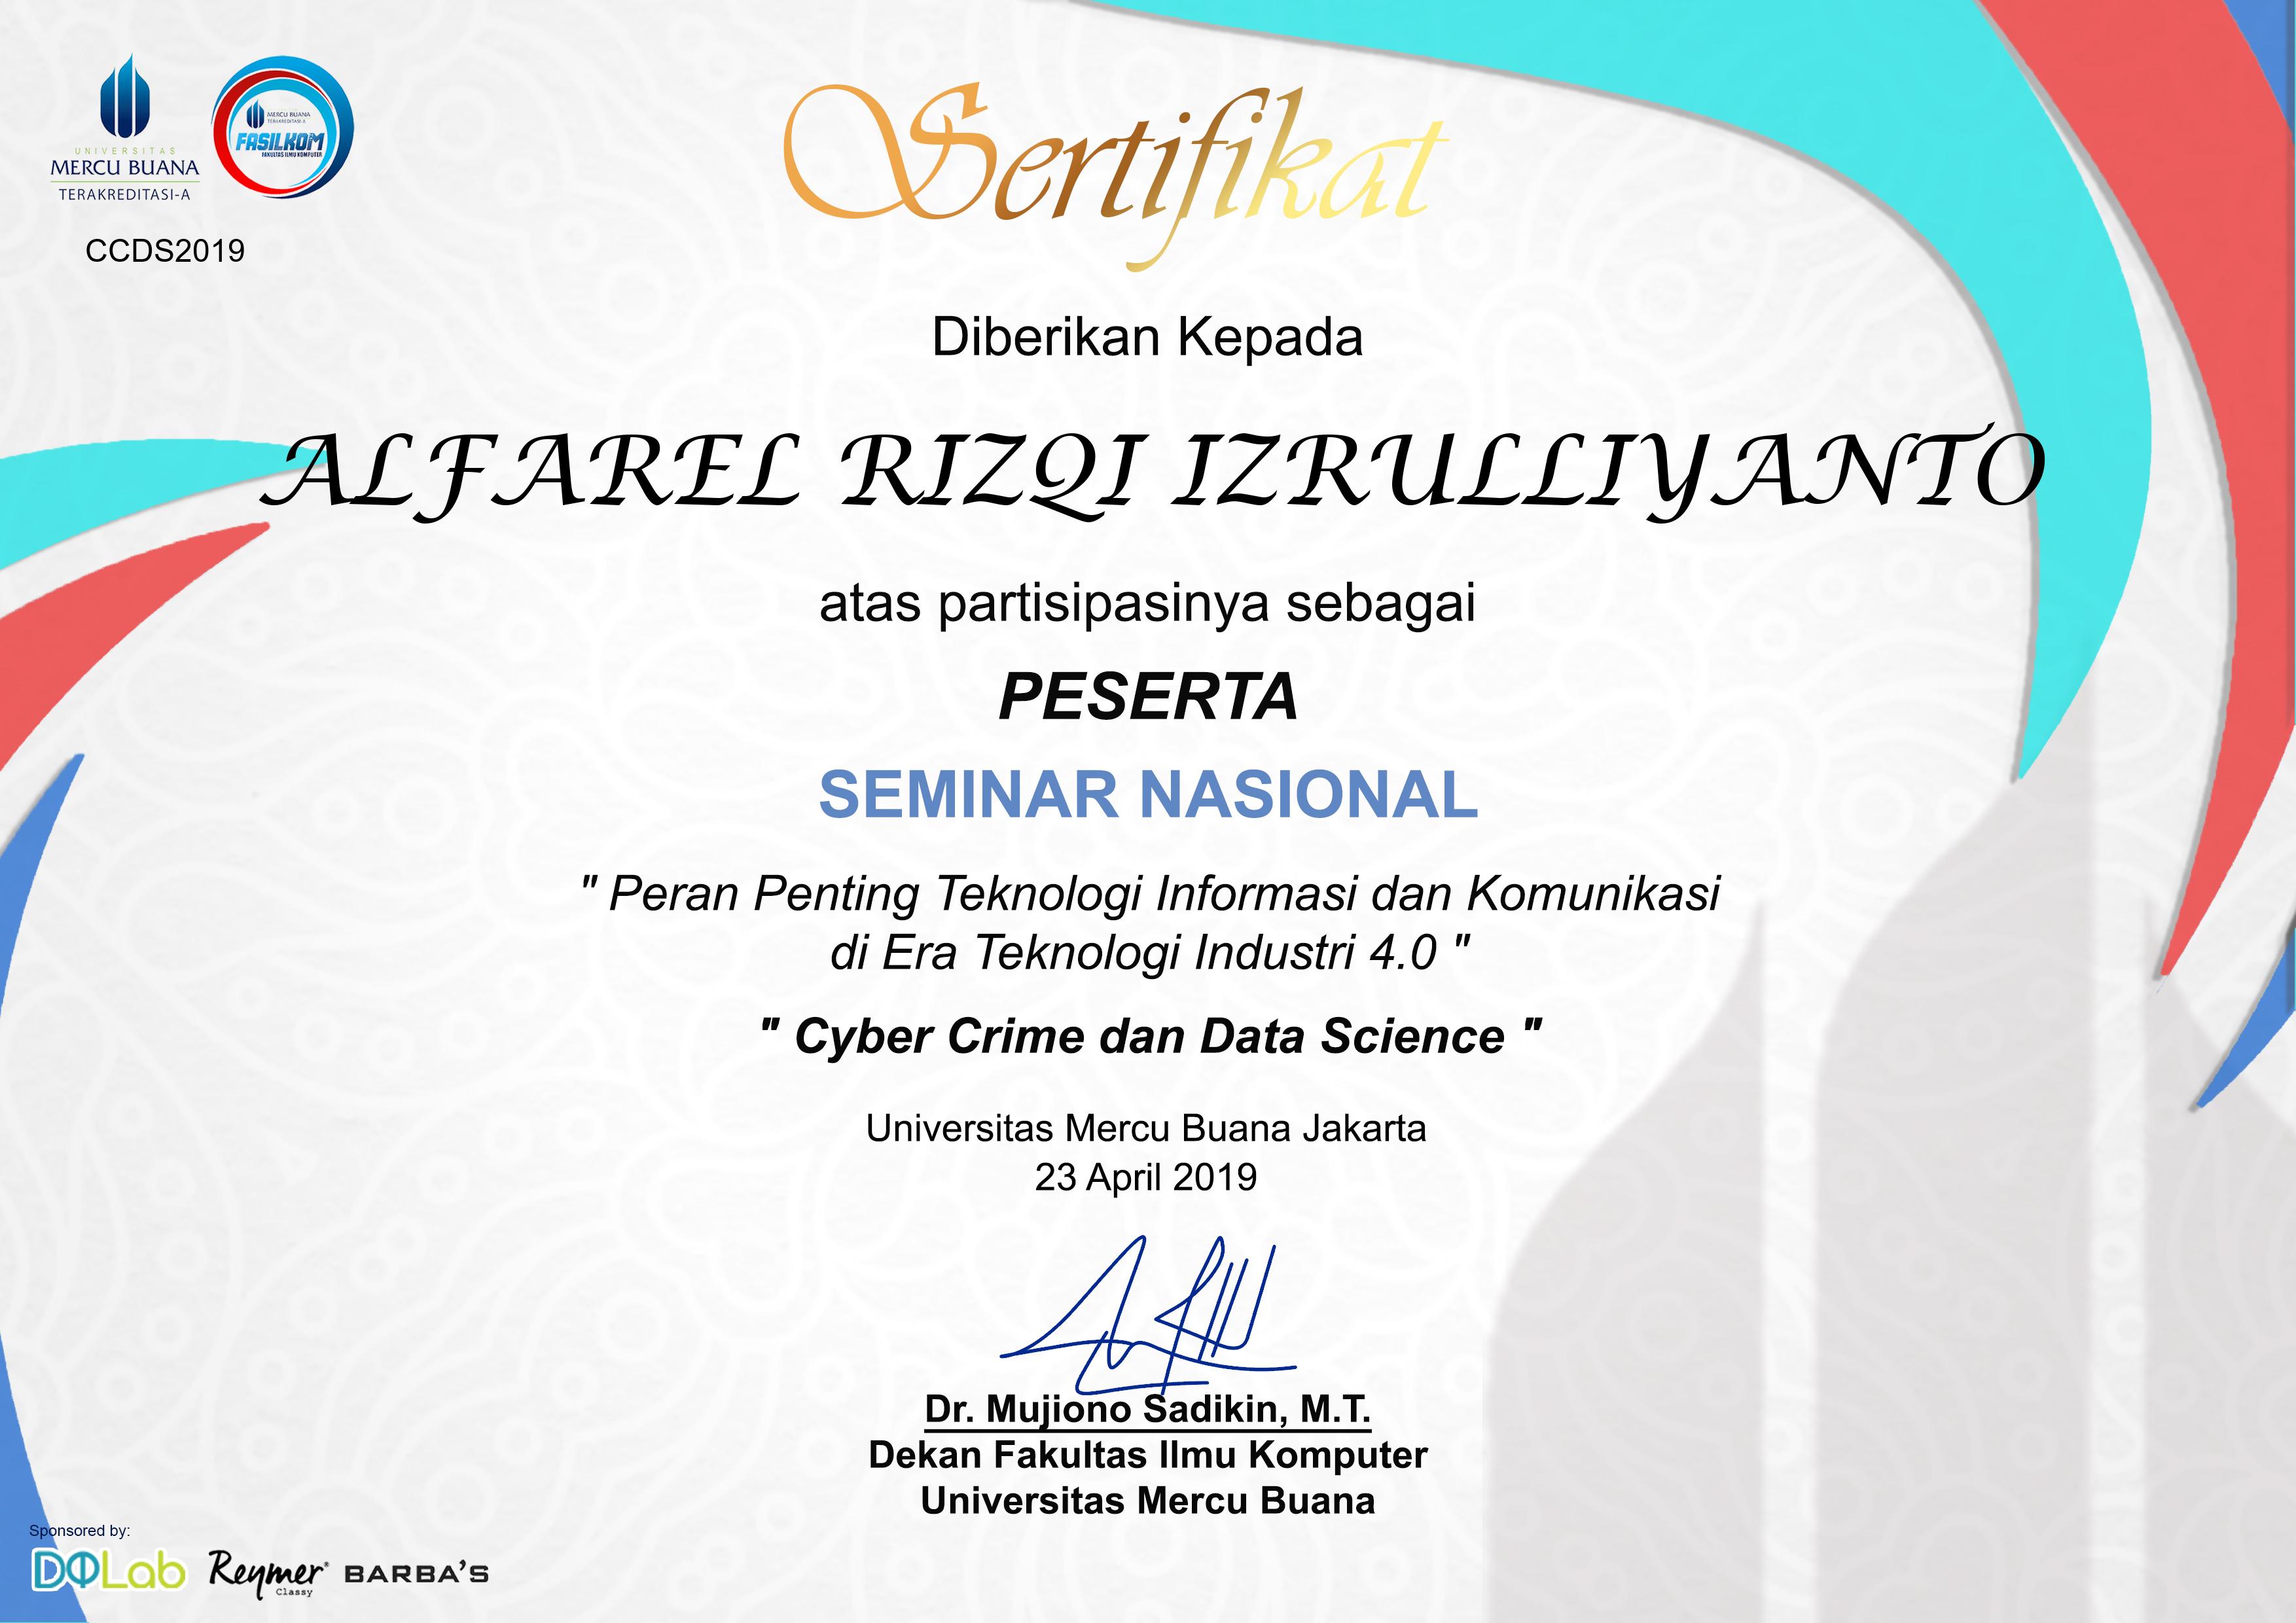 UNIVERSITAS
MERCU BUANA
TERAKREDITASI-A
MERCU BUANA
TERAKREDITASI-A
FASILKOM
FAKULTAS ILMU KOMPUTER
CCDS2019
Sertifikat
Diberikan Kepada
ALFAREL RIZQI IZRULLIYANTO
atas partisipasinya sebagai
PESERTA
SEMINAR NASIONAL
" Peran Penting Teknologi Informasi dan Komunikasi
di Era Teknologi Industri 4.0 "
" Cyber Crime dan Data Science "
Universitas Mercu Buana Jakarta
23 April 2019
Dr. Mujiono Sadikin, M.T.
Dekan Fakultas Ilmu Komputer
Universitas Mercu Buana
Sponsored by:
DQLab Reymer® BARBA'S
Classy